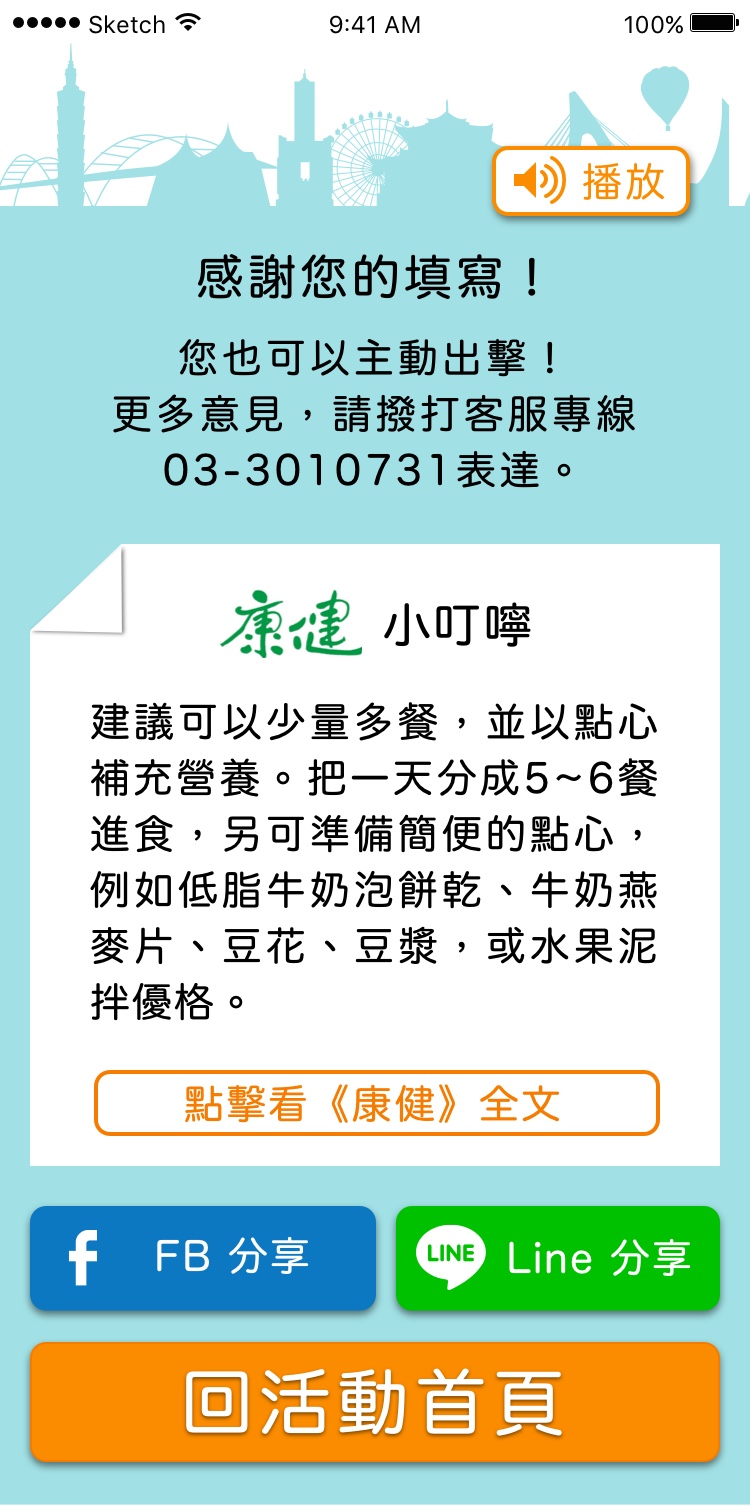 Sketch 9:41 AM 100%
播放
感謝您的填寫！
您也可以主動出擊！
更多意見，請撥打客服專線
03-3010731表達。
康健 小叮嚀
建議可以少量多餐，並以點心
補充營養。把一天分成5~6餐
進食，另可準備簡便的點心，
例如低脂牛奶泡餅乾、牛奶燕
麥片、豆花、豆漿，或水果泥
拌優格。
點擊看《康健》全文
f FB 分享
LINE Line 分享
回活動首頁